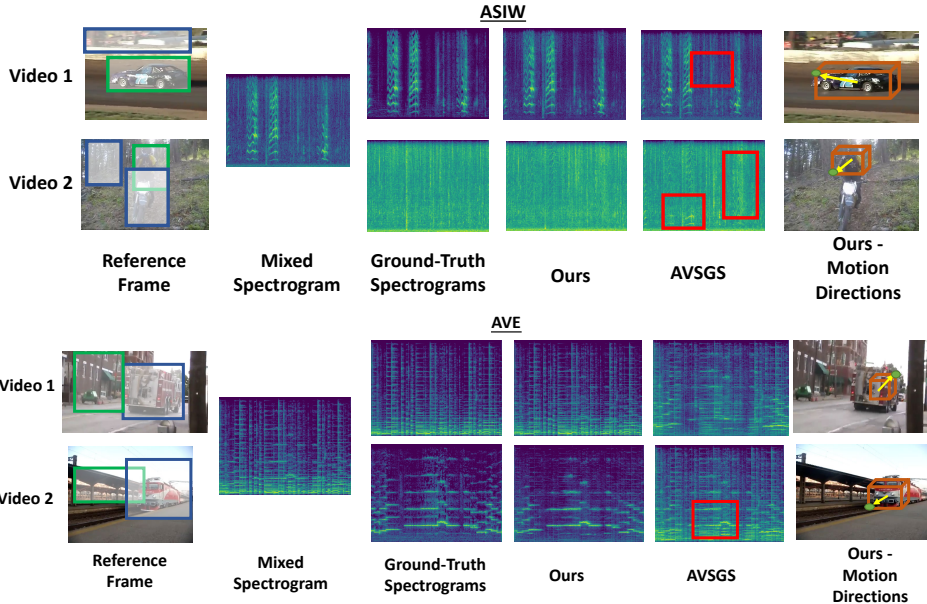 ASIW
Video 1
Video 2
Reference
Frame
Mixed
Spectrogram
Ground-Truth
Spectrograms
Ours
AVSGS
Ours -
Motion
Directions
AVE
Video 1
Video 2
Reference
Frame
Mixed
Spectrogram
Ground-Truth
Spectrograms
Ours
AVSGS
Ours -
Motion
Directions